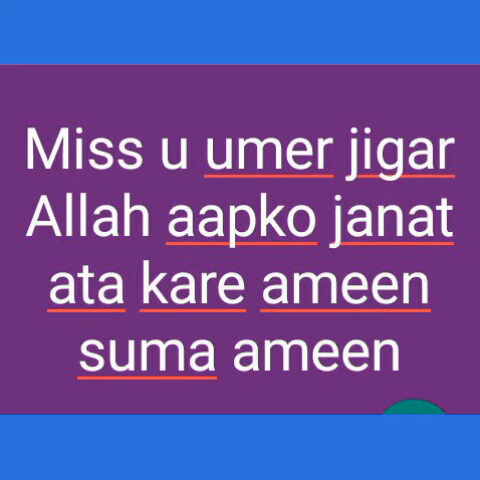 Miss u umer jigar
Allah aapko janat
ata kare ameen
suma ameen